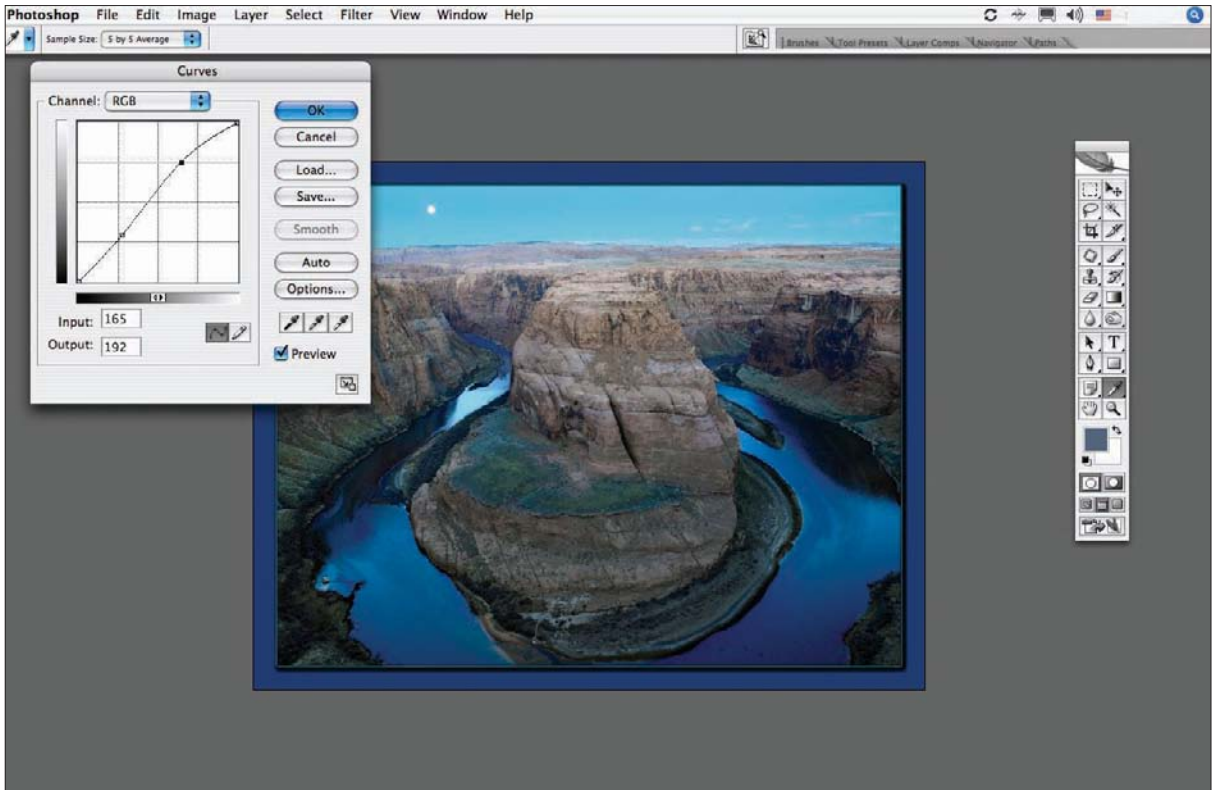 Photoshop File Edit Image Layer Select Filter View Window Help
Sample Size: 5 by 5 Average
Brushes Tool Presets Layer Comps Navigator Paths
Curves
Channel: RGB
OK
Cancel
Load...
Save...
Smooth
Auto
Options...
Input: 165
Output: 192
Preview
T